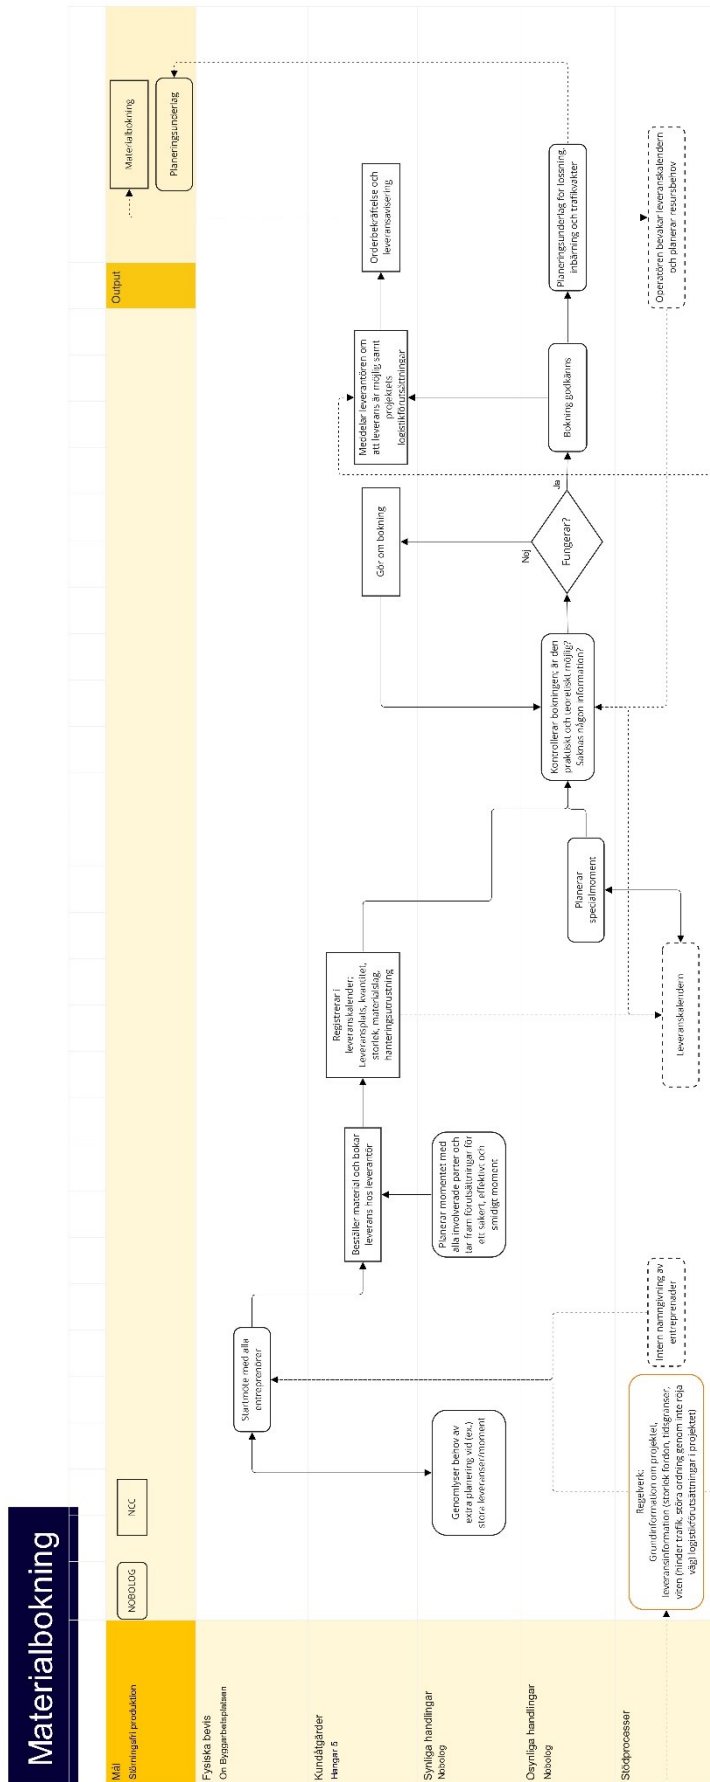 Materialbokning
Mål
Störningsfri produktion
NOBOLOG
NCC
Output
Materialbokning
Planeringsunderlag
Fysiska bevis
On Byggarbetsplatsen
Startmöte med alla
entreprenörer
Kundåtgärder
Hangar 5
Beställer material och bokar
leverans hos leverantör
Registrerar i
leveranskalender:
Leveransplats, kvantitet,
storlek, materialslag,
hanteringsutrustning
Gör om bokning
Meddelar leverantören om
att leverans är möjlig samt
projektets
logistikförutsättningar
Orderbekräftelse och
leveransavisering
Synliga handlingar
Nobolog
Genomlyser behov av
extra planering vid (ex.)
stora leveranser/moment
Planerar momentet med
alla involverade parter och
tar fram förutsättningar för
ett säkert, effektivt och
smidigt moment
Osynliga handlingar
Nobolog
Planerar
specialmoment
Kontrollerar bokningen; är den
praktiskt och teoretiskt möjlig?
Saknas någon information?
Fungerar?
Nej
Ja
Bokning godkänns
Planeringsunderlag för lossning,
inbärning och trafikvakter
Stödprocesser
Regelverk:
Grundinformation om projektet,
leveransinformation (storlek fordon, tidsgränser,
viten (hinder trafik, störa ordning genom inte röja
väg) logistikförutsättningar i projektet)
Intern namngivning av
entreprenader
Leveranskalendern
Operatören bevakar leveranskalendern
och planerar resursbehov